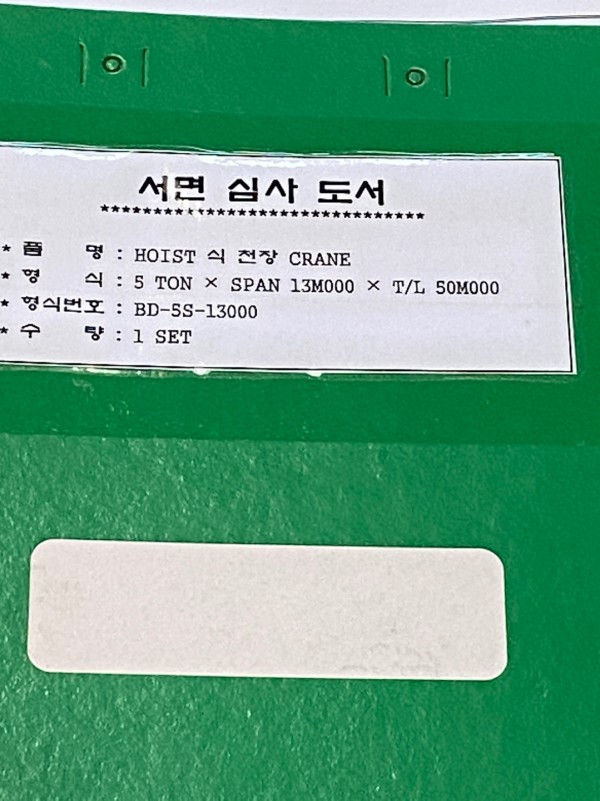 서면 심사 도서
*******************************
* 품 명 : HOIST 식 천장 CRANE
* 형 식 : 5 TON × SPAN 13M000 × T/L 50M000
* 형식번호 : BD-5S-13000
* 수 량 : 1 SET